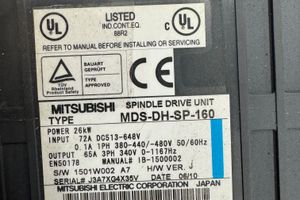 UL
LISTED
IND.CONT.EQ.
88R2
UL
REFER TO MANUAL BEFORE INSTALLING OR SERVICING
BAUART GEPRÜFT
TYPE APPROVED
TÜV Rheinland
CE
MITSUBISHI SPINDLE DRIVE UNIT
TYPE MDS-DH-SP-160
POWER 26kW
INPUT 72A DC513-648V
0.1A 1PH 380-440/-480V 50/60Hz
OUTPUT 65A 3PH 340V 0-1167Hz
EN50178 MANUAL# IB-1500002
S/W 1501W002 A7 H/W VER. J
SERIAL# J3A7XQ4X35V DATE 06/10
MITSUBISHI ELECTRIC CORPORATION JAPAN